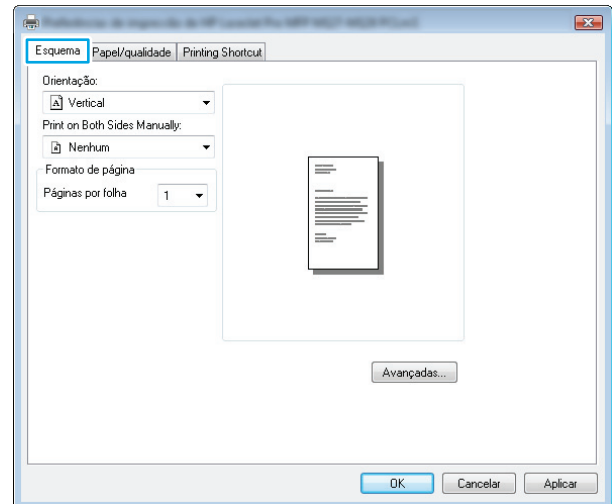 Esquema Papel/qualidade Printing Shortcut
Orientação:
Vertical
Print on Both Sides Manually:
Nenhum
Formato de página
Páginas por folha 1
Avançadas...
OK Cancelar Aplicar